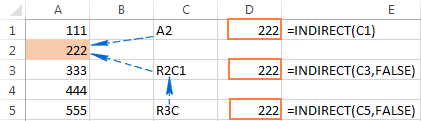 A B C D E
1 111 A2 222 =INDIRECT(C1)
2 222
3 333 R2C1 222 =INDIRECT(C3,FALSE)
4 444
5 555 R3C 222 =INDIRECT(C5,FALSE)